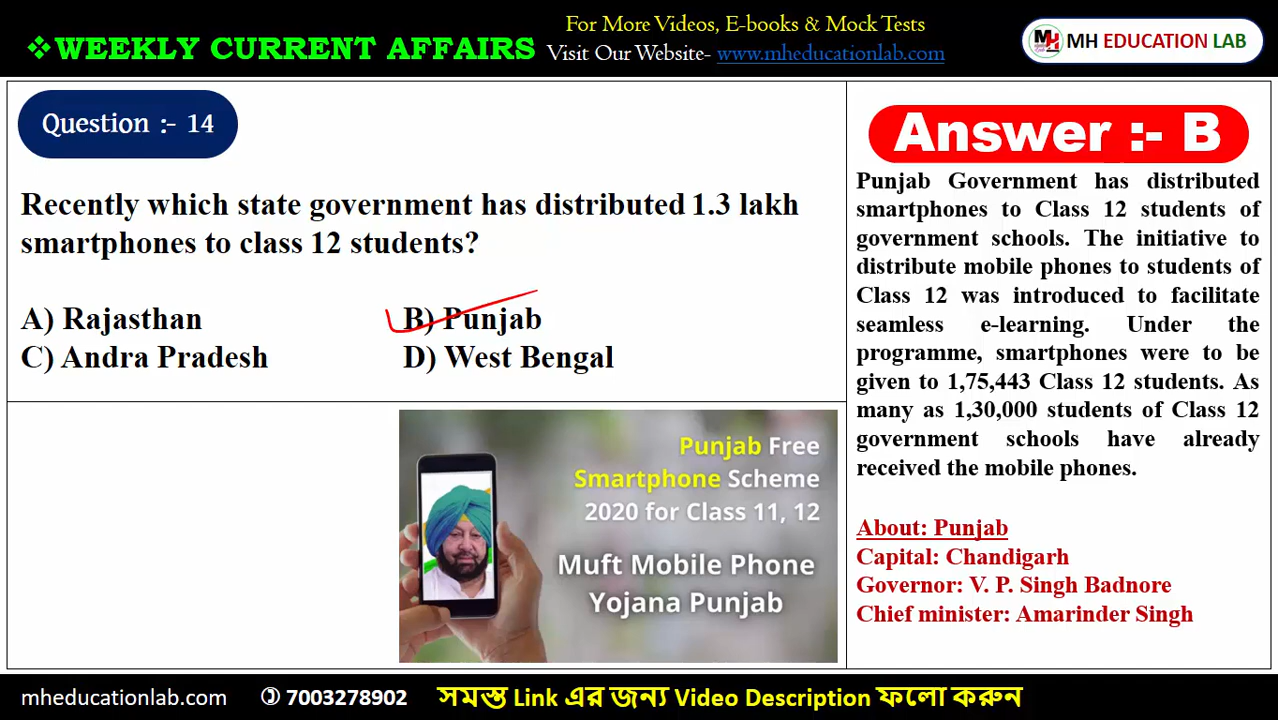 ❖WEEKLY CURRENT AFFAIRS
For More Videos, E-books & Mock Tests
Visit Our Website- www.mheducationlab.com
MH EDUCATION LAB
Question :- 14
Recently which state government has distributed 1.3 lakh
smartphones to class 12 students?
A) Rajasthan
B) Punjab
C) Andra Pradesh
D) West Bengal
Punjab Free
Smartphone Scheme
2020 for Class 11, 12
Muft Mobile Phone
Yojana Punjab
Answer :- B
Punjab Government has distributed
smartphones to Class 12 students of
government schools. The initiative to
distribute mobile phones to students of
Class 12 was introduced to facilitate
seamless e-learning. Under the
programme, smartphones were to be
given to 1,75,443 Class 12 students. As
many as 1,30,000 students of Class 12
government schools have already
received the mobile phones.
About: Punjab
Capital: Chandigarh
Governor: V. P. Singh Badnore
Chief minister: Amarinder Singh
mheducationlab.com
7003278902
সমস্ত Link এর জন্য Video Description ফলো করুন